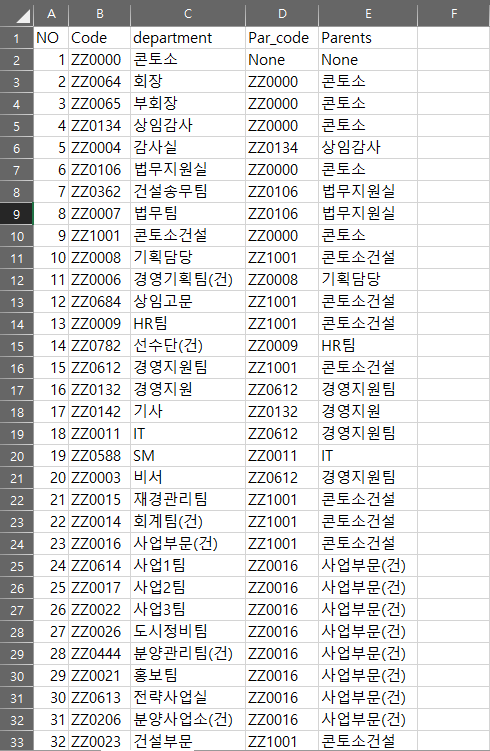 A B C D E F
1 NO Code department Par_code Parents
2 1 ZZ0000 콘토소 None None
3 2 ZZ0064 회장 ZZ0000 콘토소
4 3 ZZ0065 부회장 ZZ0000 콘토소
5 4 ZZ0134 상임감사 ZZ0000 콘토소
6 5 ZZ0004 감사실 ZZ0134 상임감사
7 6 ZZ0106 법무지원실 ZZ0000 콘토소
8 7 ZZ0362 건설송무팀 ZZ0106 법무지원실
9 8 ZZ0007 법무팀 ZZ0106 법무지원실
10 9 ZZ1001 콘토소건설 ZZ0000 콘토소
11 10 ZZ0008 기획담당 ZZ1001 콘토소건설
12 11 ZZ0006 경영기획팀(건) ZZ0008 기획담당
13 12 ZZ0684 상임고문 ZZ1001 콘토소건설
14 13 ZZ0009 HR팀 ZZ1001 콘토소건설
15 14 ZZ0782 선수단(건) ZZ0009 HR팀
16 15 ZZ0612 경영지원팀 ZZ1001 콘토소건설
17 16 ZZ0132 경영지원 ZZ0612 경영지원팀
18 17 ZZ0142 기사 ZZ0132 경영지원
19 18 ZZ0011 IT ZZ0612 경영지원팀
20 19 ZZ0588 SM ZZ0011 IT
21 20 ZZ0003 비서 ZZ0612 경영지원팀
22 21 ZZ0015 재경관리팀 ZZ1001 콘토소건설
23 22 ZZ0014 회계팀(건) ZZ1001 콘토소건설
24 23 ZZ0016 사업부문(건) ZZ1001 콘토소건설
25 24 ZZ0614 사업1팀 ZZ0016 사업부문(건)
26 25 ZZ0017 사업2팀 ZZ0016 사업부문(건)
27 26 ZZ0022 사업3팀 ZZ0016 사업부문(건)
28 27 ZZ0026 도시정비팀 ZZ0016 사업부문(건)
29 28 ZZ0444 분양관리팀(건) ZZ0016 사업부문(건)
30 29 ZZ0021 홍보팀 ZZ0016 사업부문(건)
31 30 ZZ0613 전략사업실 ZZ0016 사업부문(건)
32 31 ZZ0206 분양사업소(건) ZZ0016 사업부문(건)
33 32 ZZ0023 건설부문 ZZ1001 콘토소건설